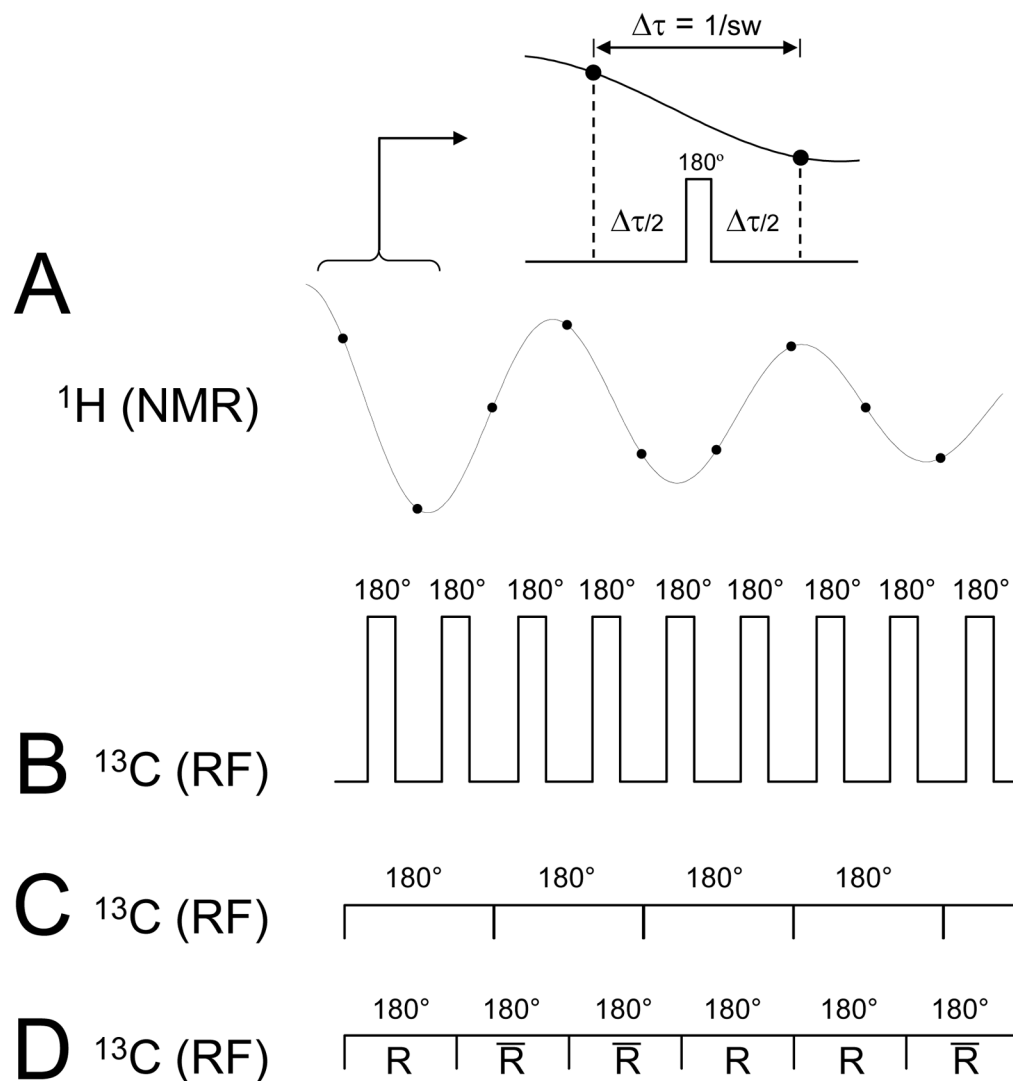 Δτ = 1/sw
180º
Δτ/2 Δτ/2
A
¹H (NMR)
180° 180° 180° 180° 180° 180° 180° 180° 180°
B ¹³C (RF)
180° 180° 180° 180°
C ¹³C (RF)
180° 180° 180° 180° 180° 180°
D ¹³C (RF) R R̅ R̅ R R R̅